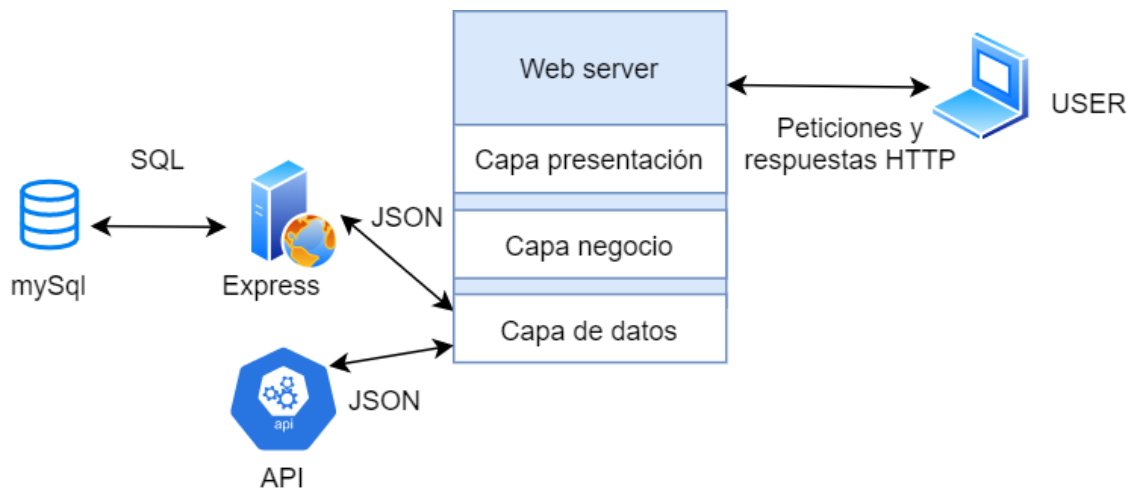 Web server
USER
Peticiones y
respuestas HTTP
Capa presentación
SQL
JSON
Capa negocio
mySql
Express
Capa de datos
JSON
api
API